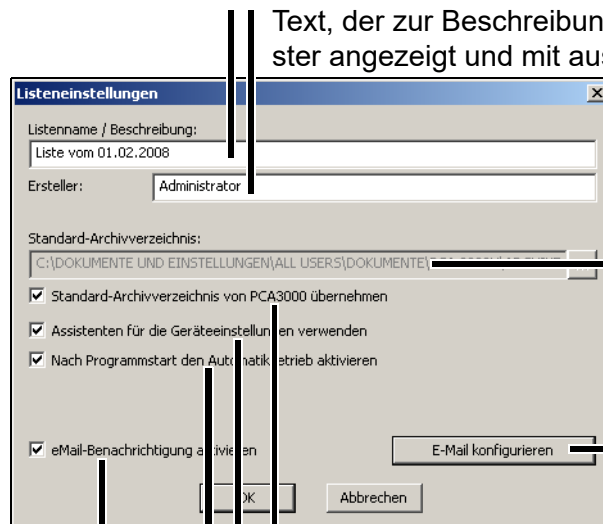 Text, der zur Beschreibun
ster angezeigt und mit aus
Listeneinstellungen
Listenname / Beschreibung:
Liste vom 01.02.2008
Ersteller: Administrator
Standard-Archivverzeichnis:
C:\DOKUMENTE UND EINSTELLUNGEN\ALL USERS\DOKUMENTE\
Standard-Archivverzeichnis von PCA3000 übernehmen
Assistenten für die Geräteeinstellungen verwenden
Nach Programmstart den Automatikbetrieb aktivieren
eMail-Benachrichtigung aktivieren
E-Mail konfigurieren
OK Abbrechen